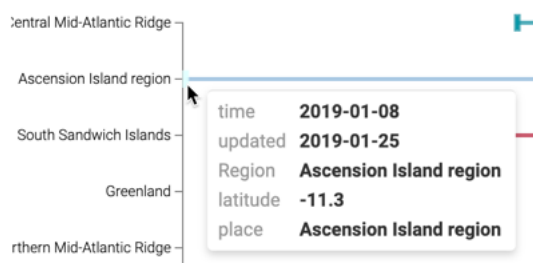 Central Mid-Atlantic Ridge
Ascension Island region
South Sandwich Islands
Greenland
rthern Mid-Atlantic Ridge
time 2019-01-08
updated 2019-01-25
Region Ascension Island region
latitude -11.3
place Ascension Island region